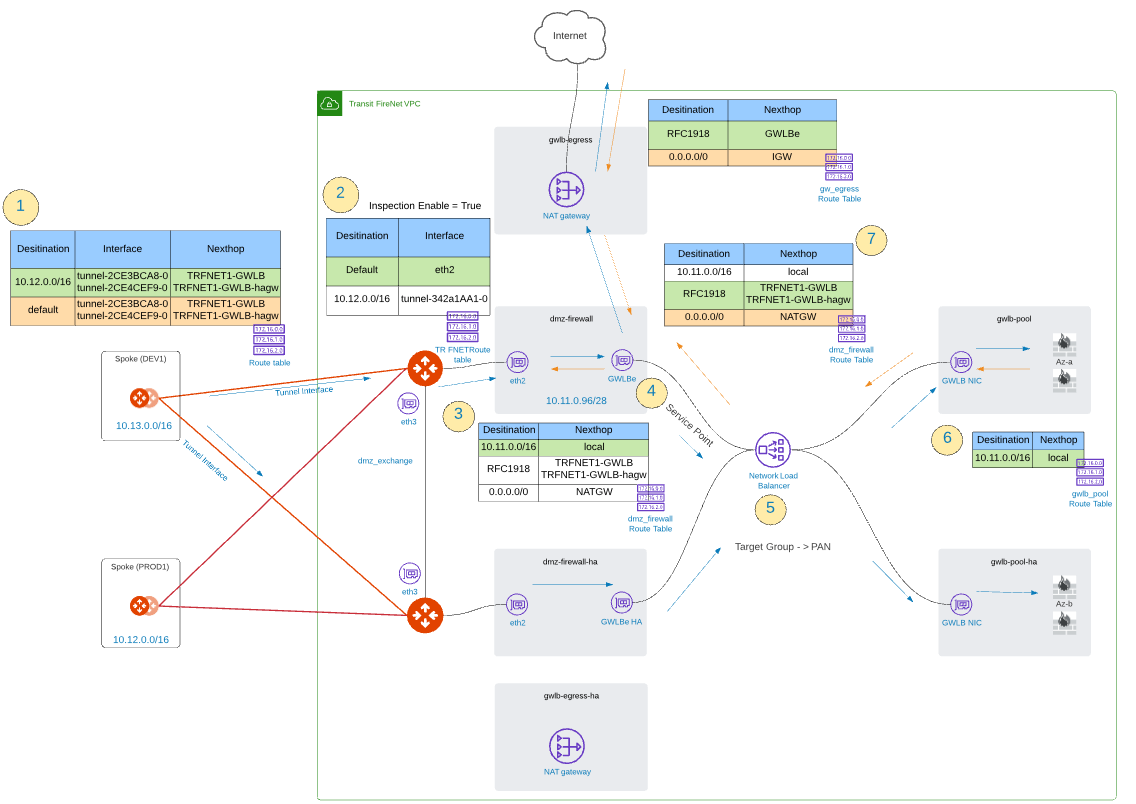 Internet
Transit FireNet VPC
gwlb-egress
NAT gateway
Desitination Nexthop
RFC1918 GWLBe
0.0.0.0/0 IGW
172.16.0.0
172.16.1.0
172.16.2.0
gw_egress
Route Table
1
Desitination Interface Nexthop
10.12.0.0/16 tunnel-2CE3BCA8-0 TRFNET1-GWLB
tunnel-2CE4CEF9-0 TRFNET1-GWLB-hagw
default tunnel-2CE3BCA8-0 TRFNET1-GWLB
tunnel-2CE4CEF9-0 TRFNET1-GWLB-hagw
172.16.0.0
172.16.1.0
172.16.2.0
Route table
2
Inspection Enable = True
Desitination Interface
Default eth2
10.12.0.0/16 tunnel-342a1AA1-0
172.16.0.0
172.16.1.0
172.16.2.0
TR FNETRoute
table
7
Desitination Nexthop
10.11.0.0/16 local
RFC1918 TRFNET1-GWLB
TRFNET1-GWLB-hagw
0.0.0.0/0 NATGW
172.16.0.0
172.16.1.0
172.16.2.0
dmz_firewall
Route Table
Spoke (DEV1)
10.13.0.0/16
Tunnel Interface
Tunnel Interface
eth3
dmz_exchange
eth3
dmz-firewall
eth2
GWLBe
10.11.0.96/28
3
Desitination Nexthop
10.11.0.0/16 local
RFC1918 TRFNET1-GWLB
TRFNET1-GWLB-hagw
0.0.0.0/0 NATGW
172.16.0.0
172.16.1.0
172.16.2.0
dmz_firewall
Route Table
4
Service Point
Network Load
Balancer
5
Target Group - > PAN
gwlb-pool
GWLB NIC
Az-a
6
Desitination Nexthop
10.11.0.0/16 local
172.16.0.0
172.16.1.0
172.16.2.0
gwlb_pool
Route Table
Spoke (PROD1)
10.12.0.0/16
dmz-firewall-ha
eth2
GWLBe HA
gwlb-pool-ha
GWLB NIC
Az-b
gwlb-egress-ha
NAT gateway